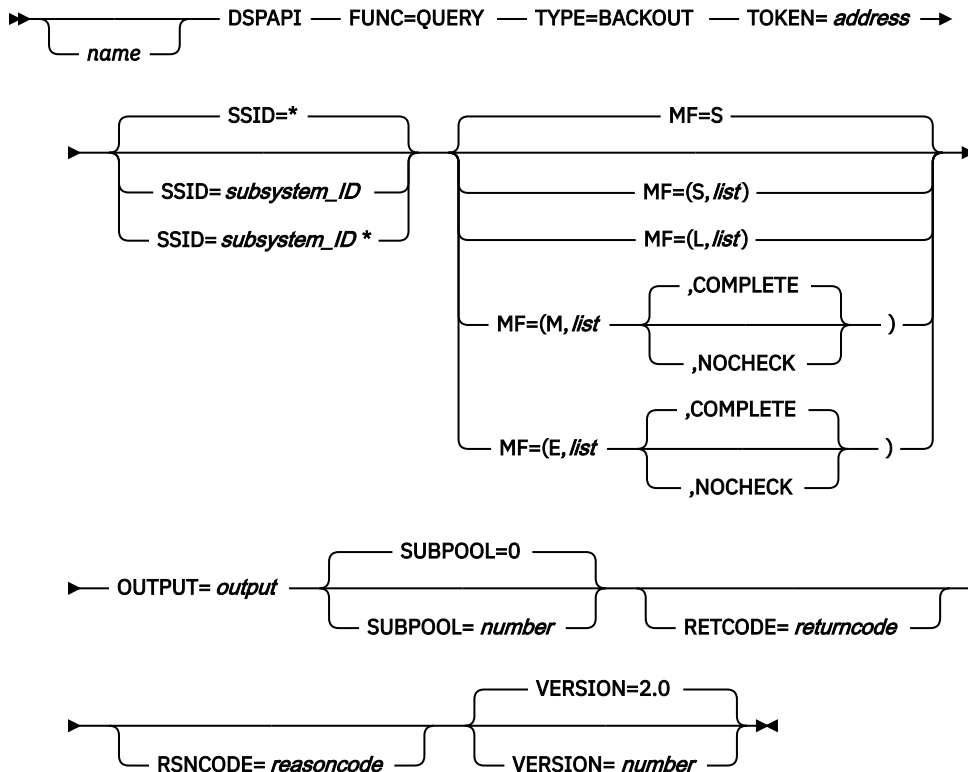 DSPAPI FUNC=QUERY TYPE=BACKOUT TOKEN= address
name
SSID=*
SSID= subsystem_ID
SSID= subsystem_ID *
MF=S
MF=(S,list)
MF=(L,list)
,COMPLETE
MF=(M,list )
,NOCHECK
,COMPLETE
MF=(E,list )
,NOCHECK
OUTPUT= output
SUBPOOL=0
SUBPOOL= number
RETCODE= returncode
RSNCODE= reasoncode
VERSION=2.0
VERSION= number